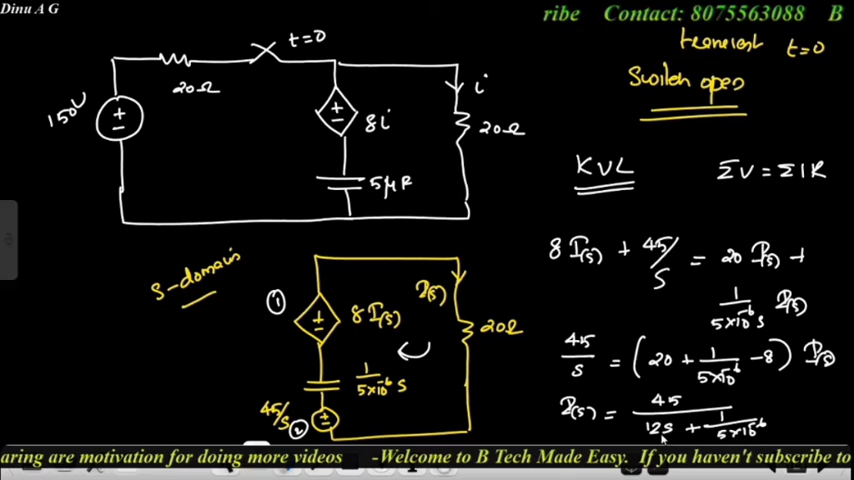 Dinu A G
ribe Contact: 8075563088 B
transient t=0
Switch open
t=0
20Ω
150V
8i
i
20Ω
5μF
KVL ΣV = ΣIR
8 I(s) + 45/s = 20 I(s) +
1/5×10⁻⁶s I(s)
s-domain
①
8 I(s)
I(s)
20Ω
1/5×10⁻⁶ s
45/s ②
45/s = (20 + 1/5×10⁻⁶ -8) I(s)
I(s) = 45/12s + 1/5×10⁻⁶
aring are motivation for doing more videos -Welcome to B Tech Made Easy. If you haven't subscribe to